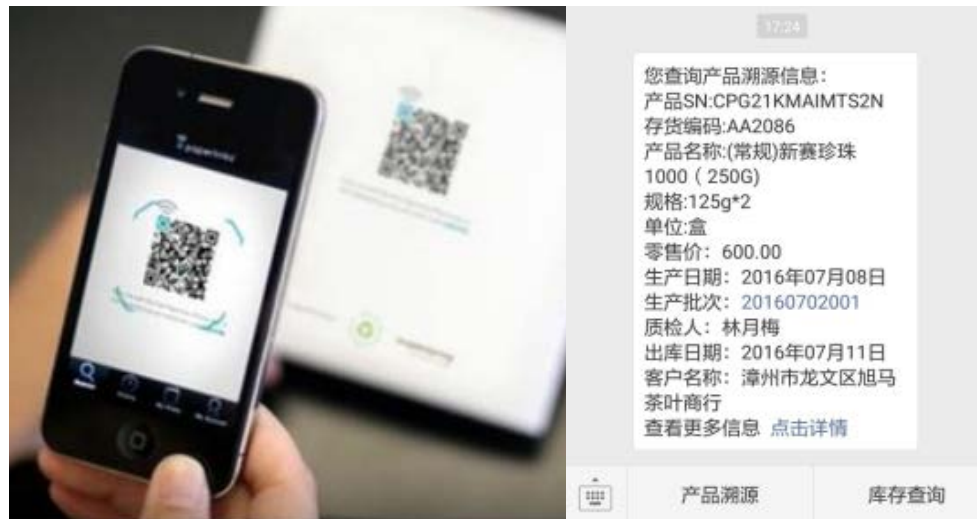 17:24
您查询产品溯源信息：
产品SN:CPG21KMAIMTS2N
存货编码:AA2086
产品名称:(常规)新赛珍珠
1000（250G)
规格:125g*2
单位:盒
零售价：600.00
生产日期：2016年07月08日
生产批次：20160702001
质检人：林月梅
出库日期：2016年07月11日
客户名称：漳州市龙文区旭马
茶叶商行
查看更多信息 点击详情
产品溯源
库存查询